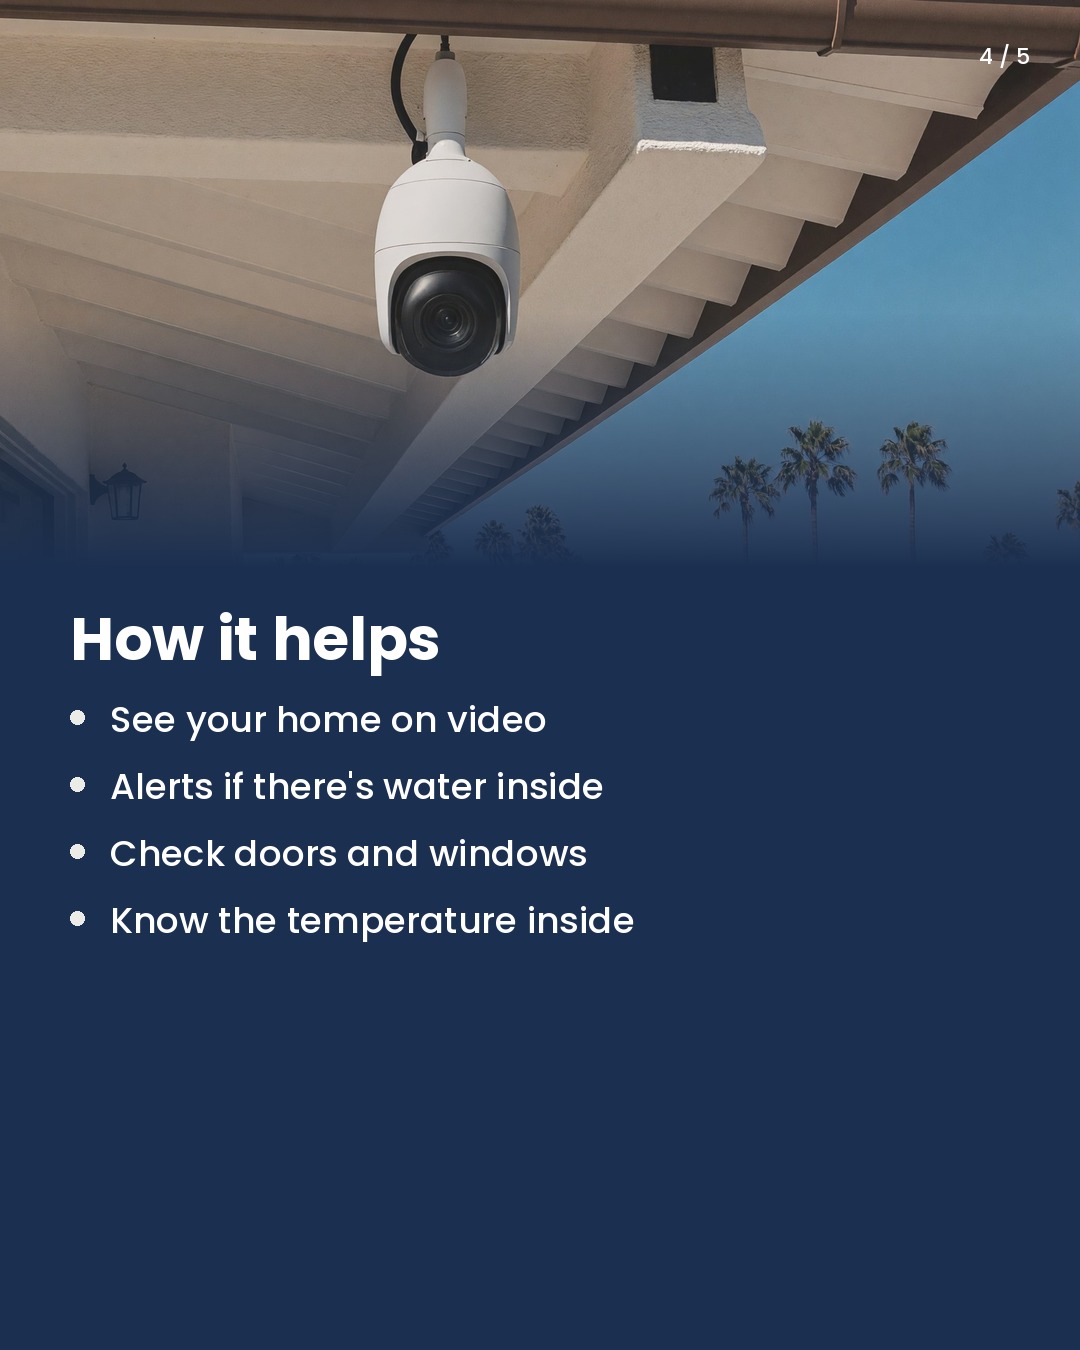 4 / 5
How it helps
See your home on video
Alerts if there's water inside
Check doors and windows
Know the temperature inside